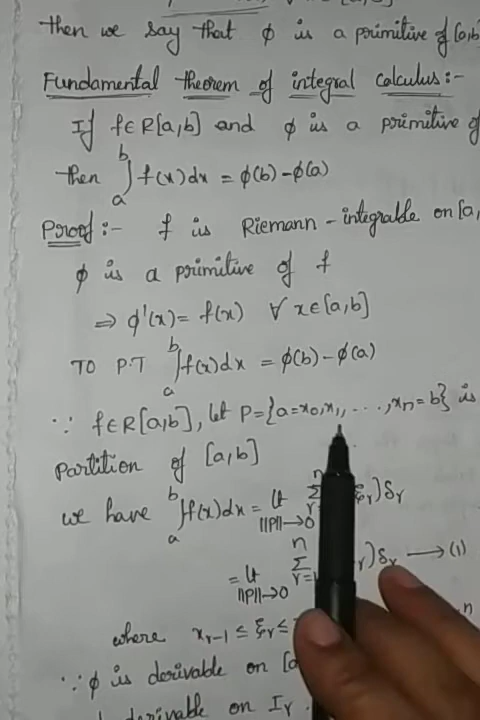 then we say that φ is a primitive of [a,b]
Fundamental theorem of integral calculus:-
If f∈R[a,b] and φ is a primitive of
then ∫ₐᵇ f(x)dx = φ(b)-φ(a)
Proof:- f is Riemann-integrable on [a,
φ is a primitive of f
⇒ φ'(x)= f(x) ∀ x∈[a,b]
TO P.T ∫ₐᵇ f(x)dx = φ(b)-φ(a)
∵ f∈R[a,b], let P={a=x₀,x₁,...,xₙ=b} is
Partition of [a,b]
we have ∫ₐᵇ f(x)dx = Lt ||P||→0 Σ n ξᵣ)δᵣ
= Lt ||P||→0 Σ n r= )δᵣ →(1)
where xᵣ₋₁ ≤ ξᵣ ≤ n
∵ φ is derivable on [a
derivable on Iᵣ.